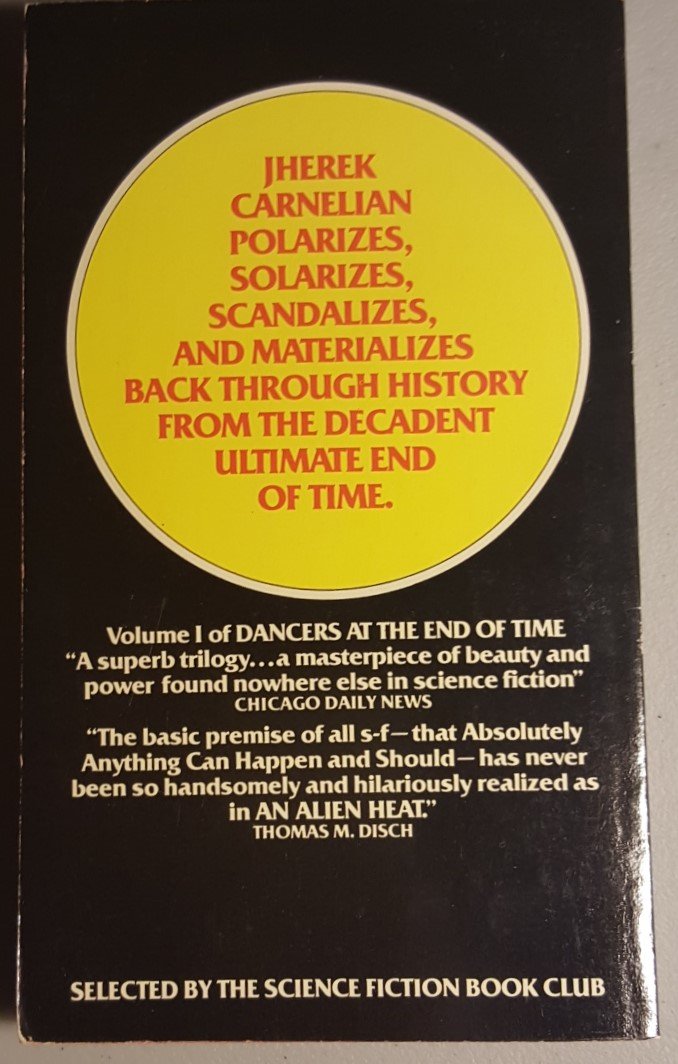 JHEREK
CARNELIAN
POLARIZES,
SOLARIZES,
SCANDALIZES,
AND MATERIALIZES
BACK THROUGH HISTORY
FROM THE DECADENT
ULTIMATE END
OF TIME.
Volume I of DANCERS AT THE END OF TIME
“A superb trilogy...a masterpiece of beauty and
power found nowhere else in science fiction”
CHICAGO DAILY NEWS
“The basic premise of all s-f—that Absolutely
Anything Can Happen and Should—has never
been so handsomely and hilariously realized as
in AN ALIEN HEAT.”
THOMAS M. DISCH
SELECTED BY THE SCIENCE FICTION BOOK CLUB